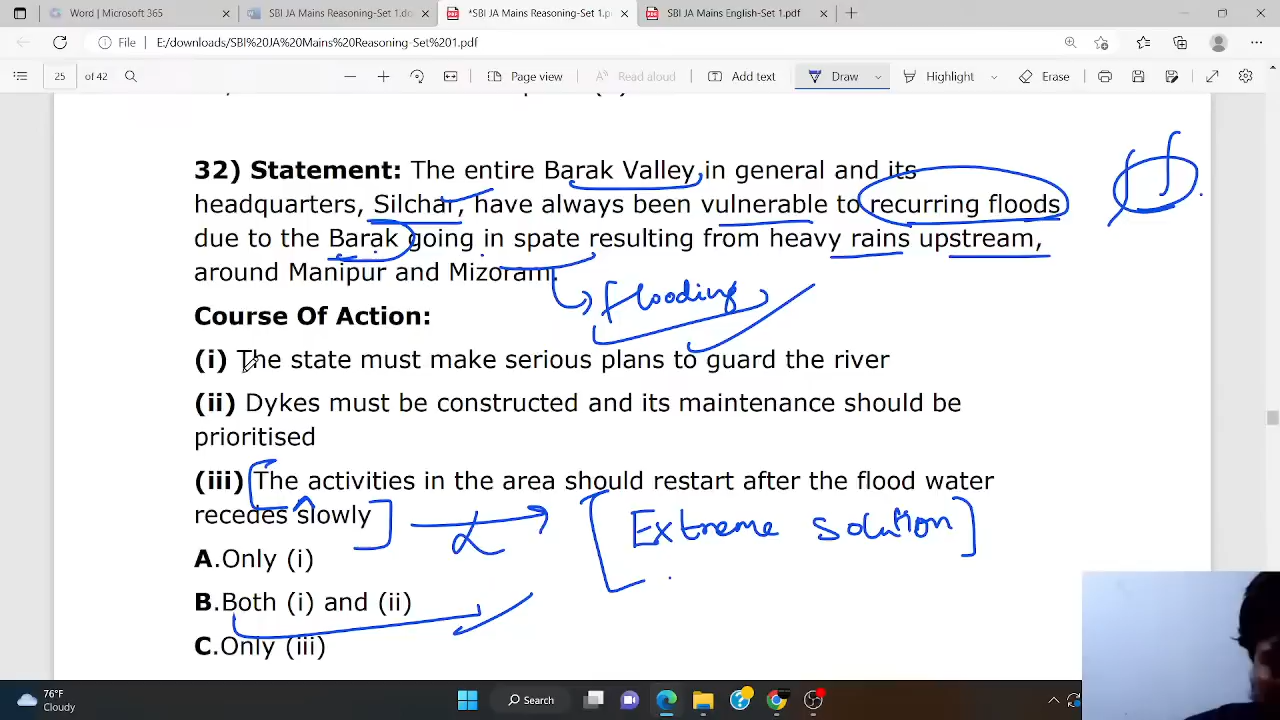 Word | Microsoft 365
SBI JA Mains Reasoning-Set 1.do
*SBI JA Mains Reasoning-Set 1.p
SBI JA Mains English-Set 1.pdf
File
E:/downloads/SBI%20JA%20Mains%20Reasoning-Set%201.pdf
25 of 42
Page view
Read aloud
Add text
Draw
Highlight
Erase
32) Statement: The entire Barak Valley in general and its
headquarters, Silchar, have always been vulnerable to recurring floods
due to the Barak going in spate resulting from heavy rains upstream,
around Manipur and Mizoram.
flooding
Course Of Action:
(i) The state must make serious plans to guard the river
(ii) Dykes must be constructed and its maintenance should be
prioritised
(iii) The activities in the area should restart after the flood water
recedes slowly
Extreme solution
A.Only (i)
B.Both (i) and (ii)
C.Only (iii)
76°F
Cloudy
Search